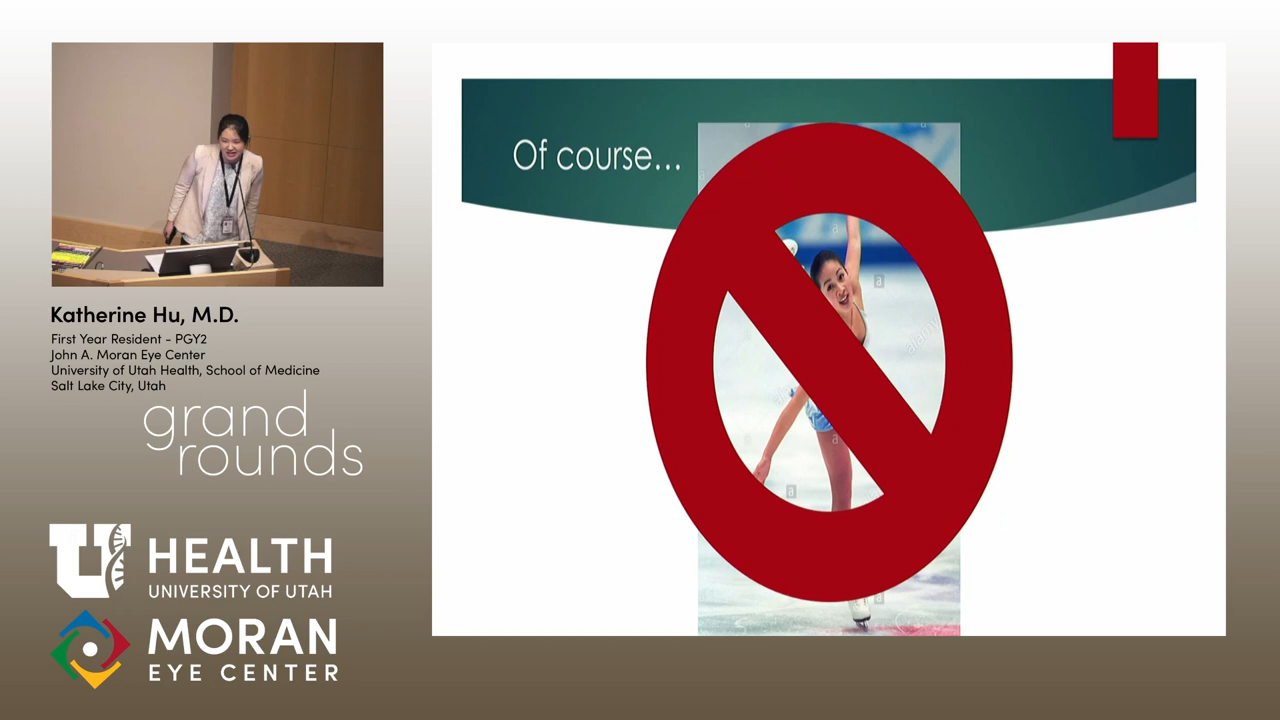 Katherine Hu, M.D.
First Year Resident - PGY2
John A. Moran Eye Center
University of Utah Health, School of Medicine
Salt Lake City, Utah
grand
rounds
U HEALTH
UNIVERSITY OF UTAH
MORAN
EYE CENTER
Of course...
a
a
a
a
a
a
alamy